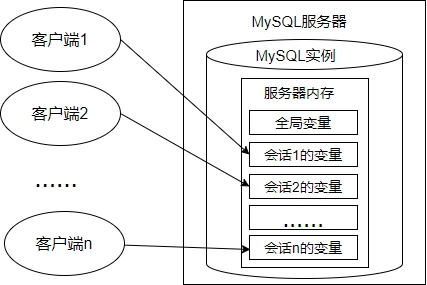 客户端1
客户端2
......
客户端n
MySQL服务器
MySQL实例
服务器内存
全局变量
会话1的变量
会话2的变量
......
会话n的变量